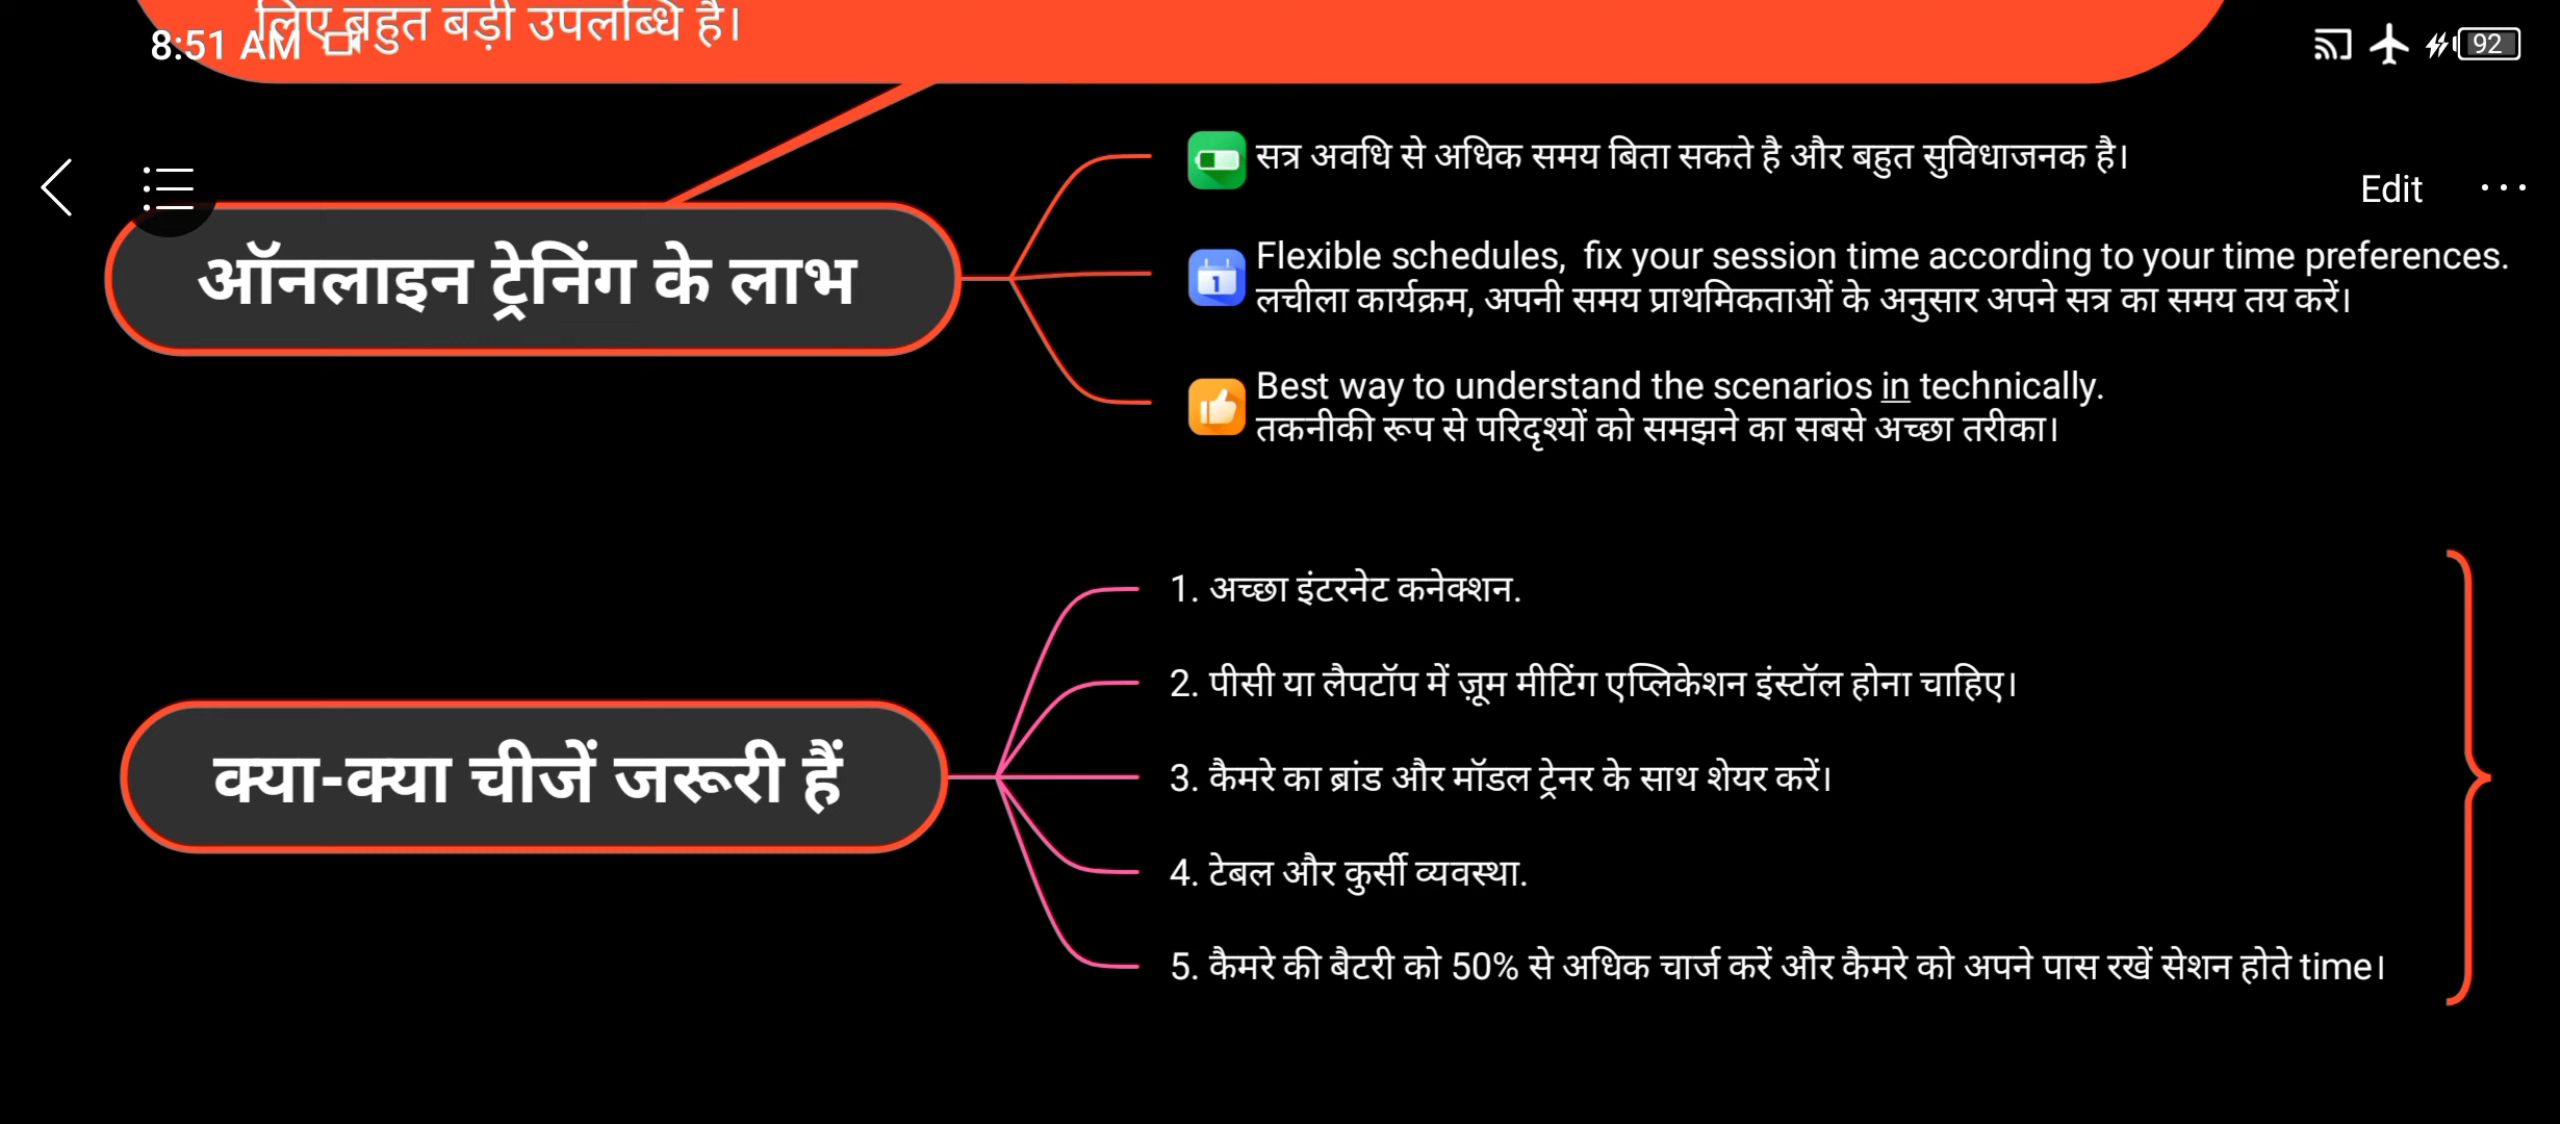 लिए बहुत बड़ी उपलब्धि है।
8:51 AM
92
Edit
ऑनलाइन ट्रेनिंग के लाभ
सत्र अवधि से अधिक समय बिता सकते है और बहुत सुविधाजनक है।
1
Flexible schedules,  fix your session time according to your time preferences.
लचीला कार्यक्रम, अपनी समय प्राथमिकताओं के अनुसार अपने सत्र का समय तय करें।
Best way to understand the scenarios in technically.
तकनीकी रूप से परिदृश्यों को समझने का सबसे अच्छा तरीका।
क्या-क्या चीजें जरूरी हैं
1. अच्छा इंटरनेट कनेक्शन.
2. पीसी या लैपटॉप में ज़ूम मीटिंग एप्लिकेशन इंस्टॉल होना चाहिए।
3. कैमरे का ब्रांड और मॉडल ट्रेनर के साथ शेयर करें।
4. टेबल और कुर्सी व्यवस्था.
5. कैमरे की बैटरी को 50% से अधिक चार्ज करें और कैमरे को अपने पास रखें सेशन होते time।